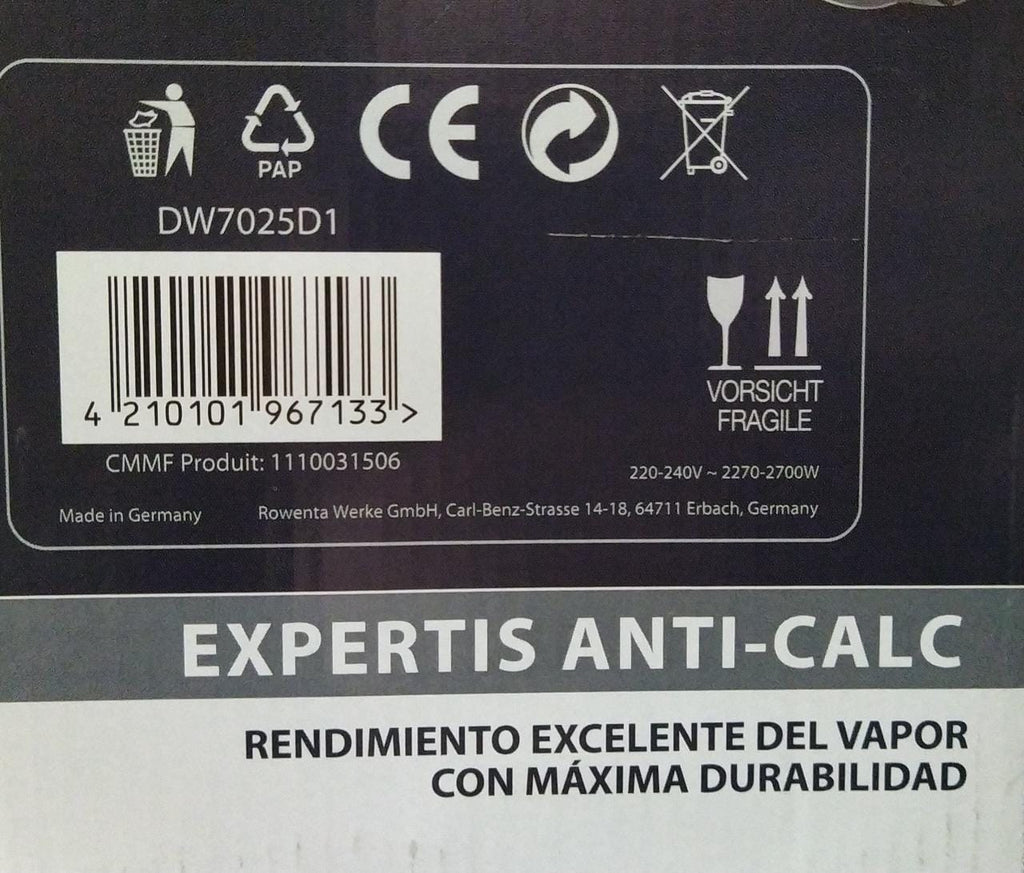 PAP
CE
DW7025D1
4 210101 967133 >
CMMF Produit: 1110031506
VORSICHT
FRAGILE
220-240V ~ 2270-2700W
Made in Germany
Rowenta Werke GmbH, Carl-Benz-Strasse 14-18, 64711 Erbach, Germany
EXPERTIS ANTI-CALC
RENDIMIENTO EXCELENTE DEL VAPOR
CON MÁXIMA DURABILIDAD